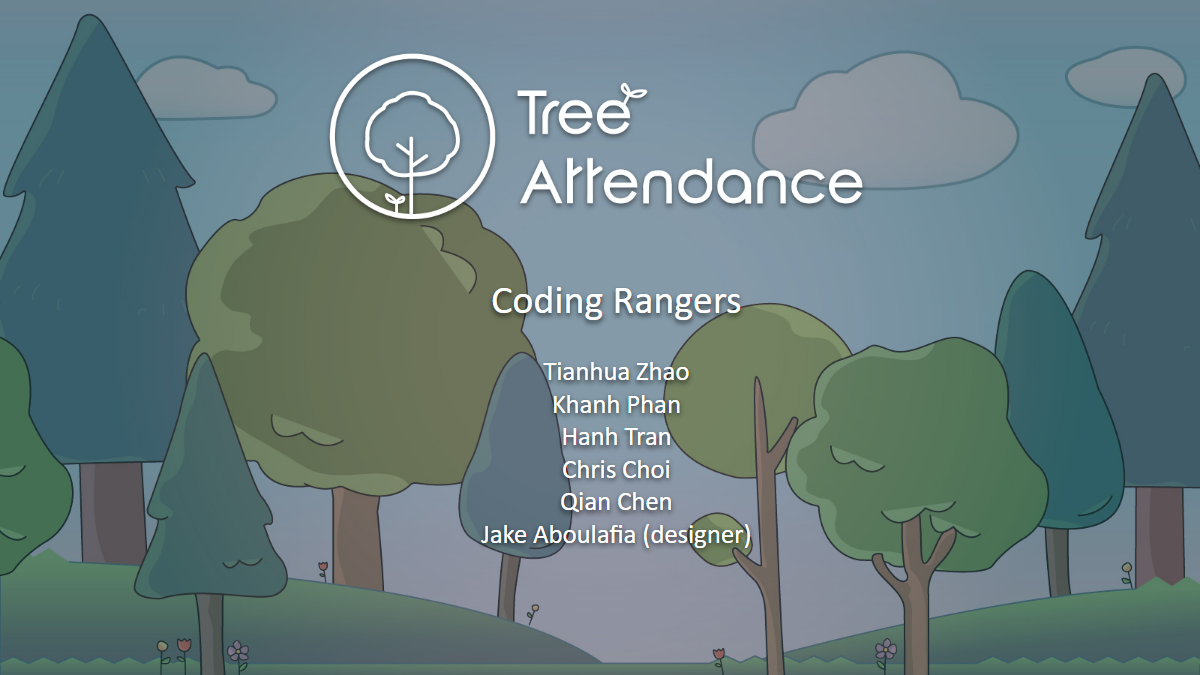 Tree
Attendance
Coding Rangers
Tianhua Zhao
Khanh Phan
Hanh Tran
Chris Choi
Qian Chen
Jake Aboulafia (designer)